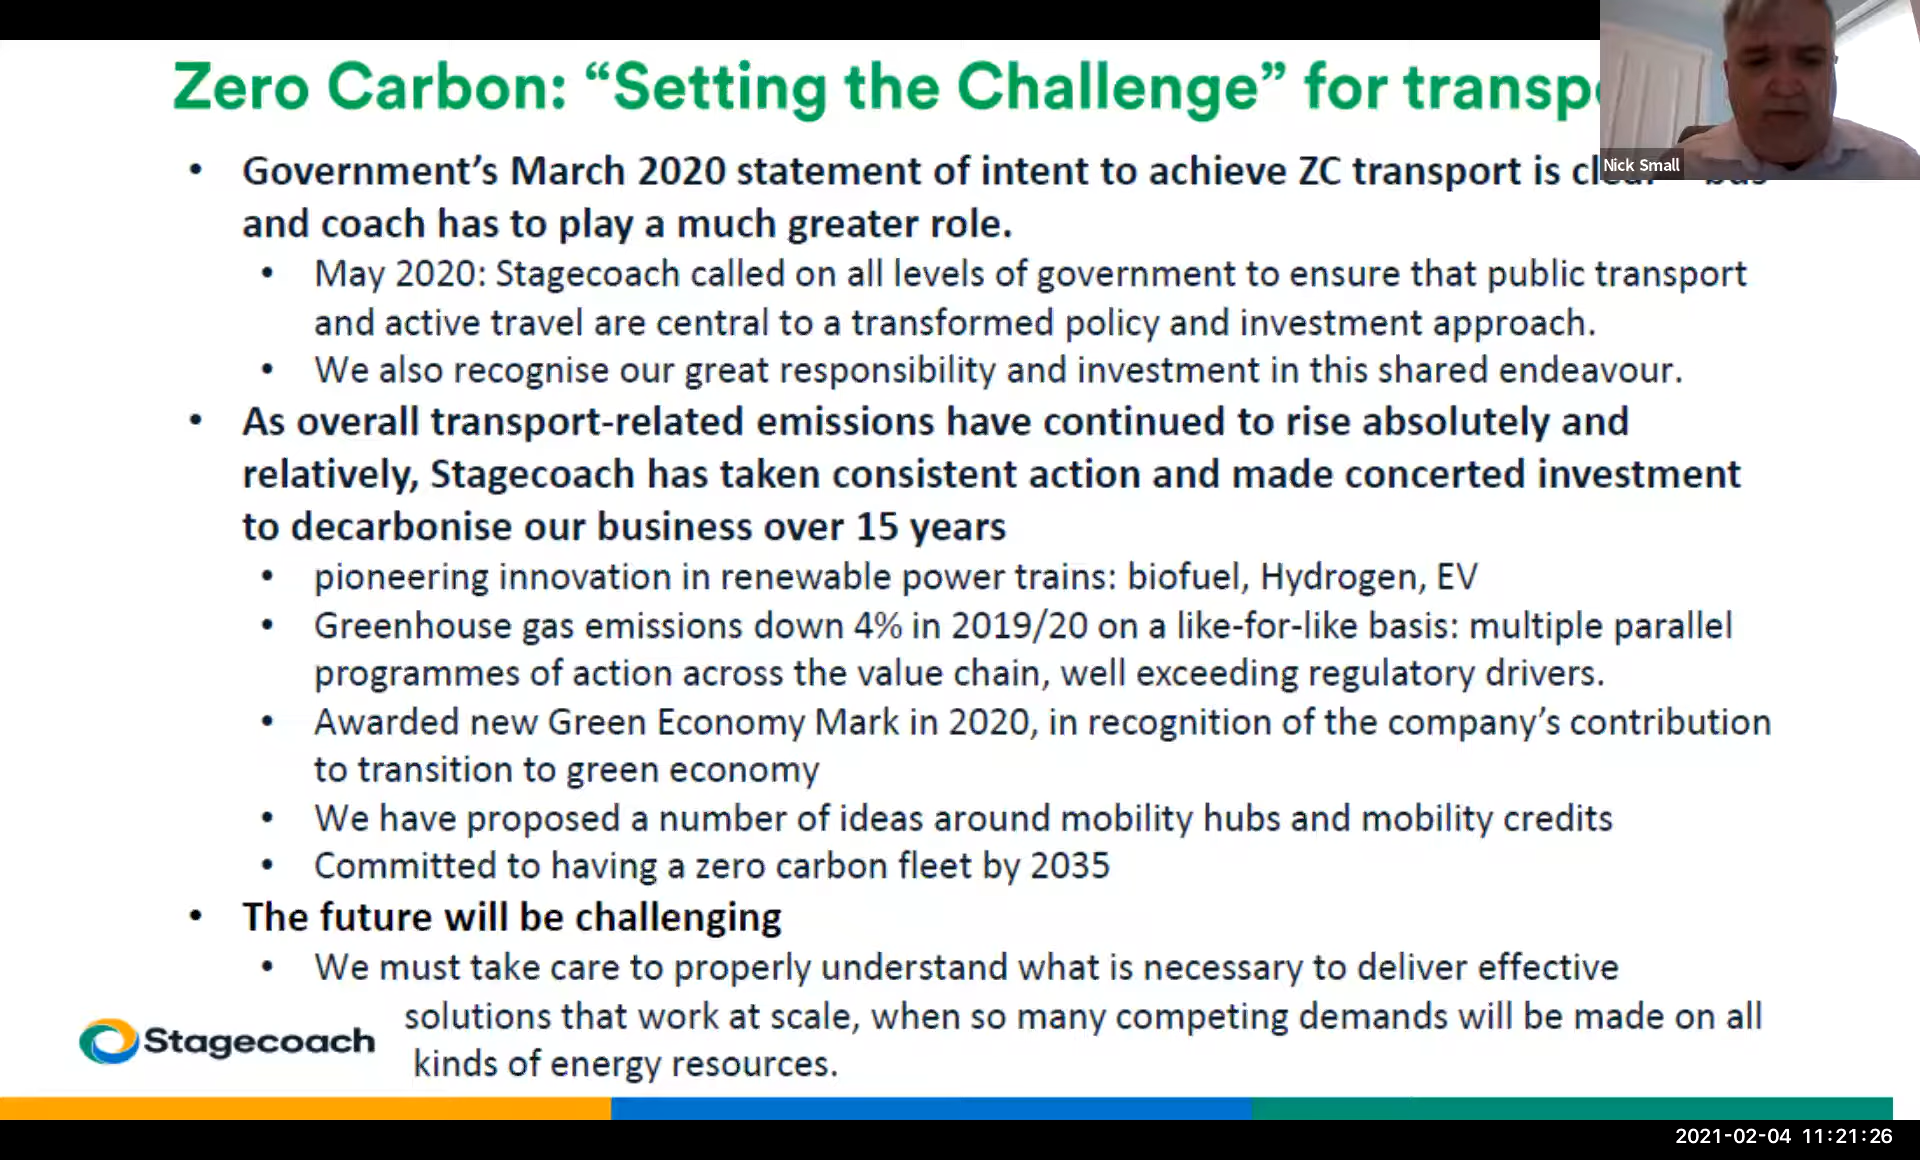 Zero Carbon: “Setting the Challenge” for
Nick Small
• Government’s March 2020 statement of intent to achieve ZC transport is
and coach has to play a much greater role.
• May 2020: Stagecoach called on all levels of government to ensure that public transport
and active travel are central to a transformed policy and investment approach.
• We also recognise our great responsibility and investment in this shared endeavour.
• As overall transport-related emissions have continued to rise absolutely and
relatively, Stagecoach has taken consistent action and made concerted investment
to decarbonise our business over 15 years
• pioneering innovation in renewable power trains: biofuel, Hydrogen, EV
• Greenhouse gas emissions down 4% in 2019/20 on a like-for-like basis: multiple parallel
programmes of action across the value chain, well exceeding regulatory drivers.
• Awarded new Green Economy Mark in 2020, in recognition of the company’s contribution
to transition to green economy
• We have proposed a number of ideas around mobility hubs and mobility credits
• Committed to having a zero carbon fleet by 2035
• The future will be challenging
• We must take care to properly understand what is necessary to deliver effective
solutions that work at scale, when so many competing demands will be made on all
kinds of energy resources.
Stagecoach
2021-02-04 11:21:26